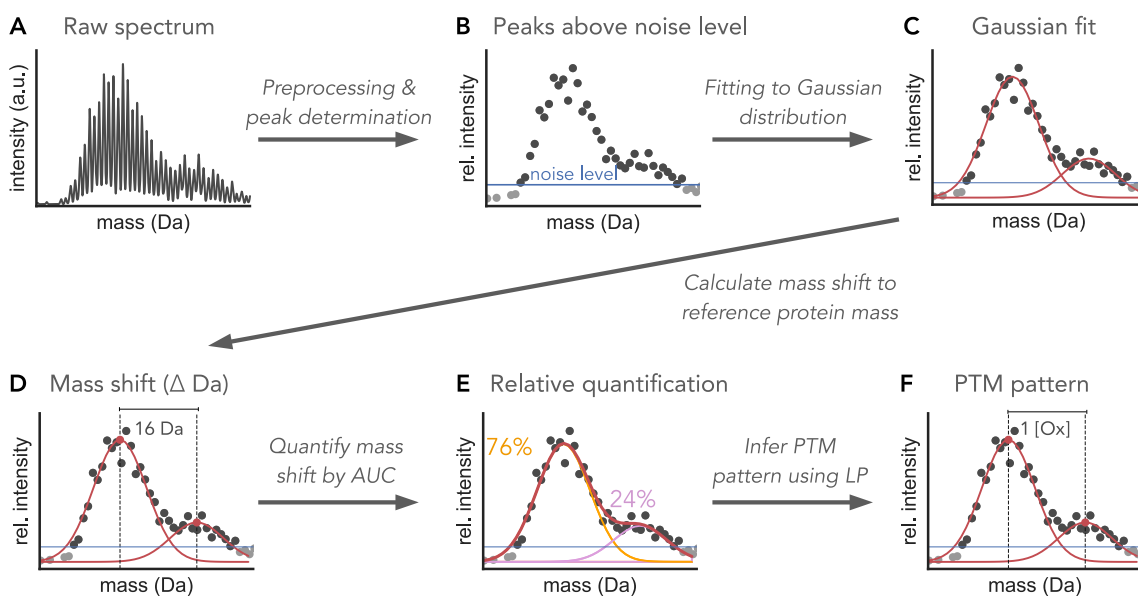 A Raw spectrum
intensity (a.u.)
mass (Da)
Preprocessing &
peak determination
B Peaks above noise level
rel. intensity
noise level
mass (Da)
Fitting to Gaussian
distribution
C Gaussian fit
rel. intensity
mass (Da)
Calculate mass shift to
reference protein mass
D Mass shift (Δ Da)
rel. intensity
16 Da
mass (Da)
Quantify mass
shift by AUC
E Relative quantification
rel. intensity
76%
24%
mass (Da)
Infer PTM
pattern using LP
F PTM pattern
rel. intensity
1 [Ox]
mass (Da)